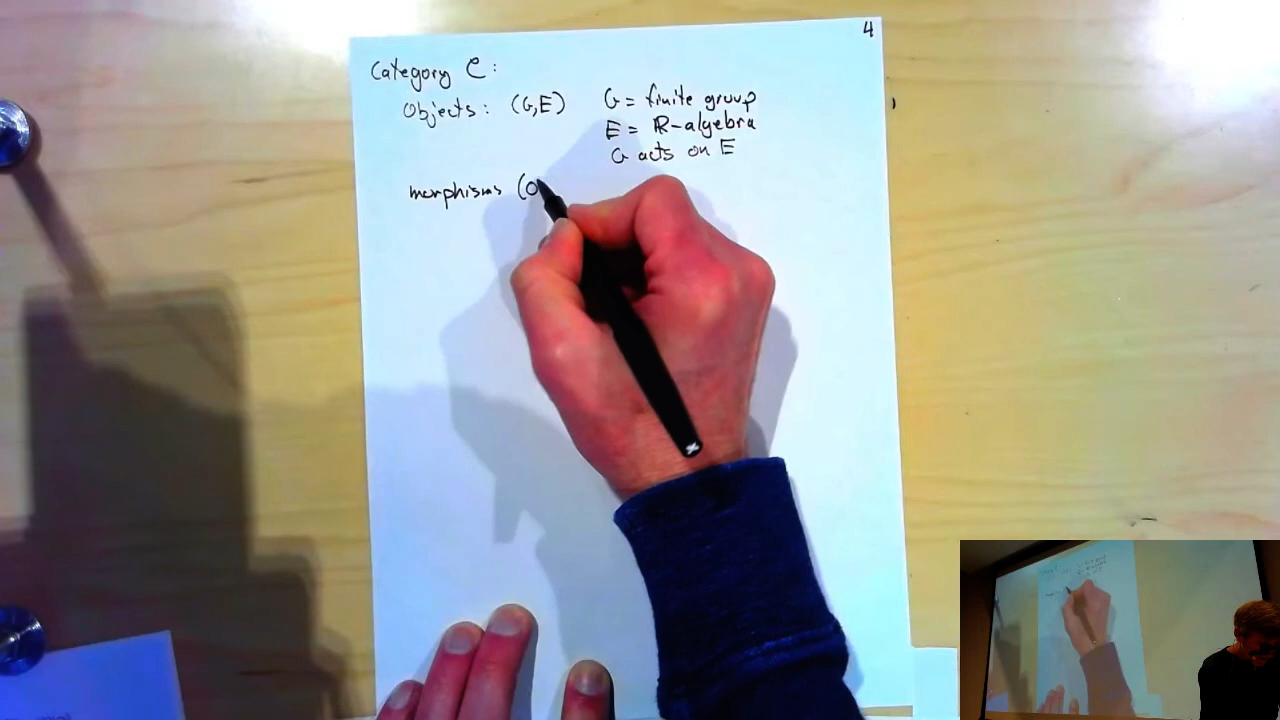 4
Category C:
Objects: (G,E) G = finite group
E = R-algebra
G acts on E
morphisms (